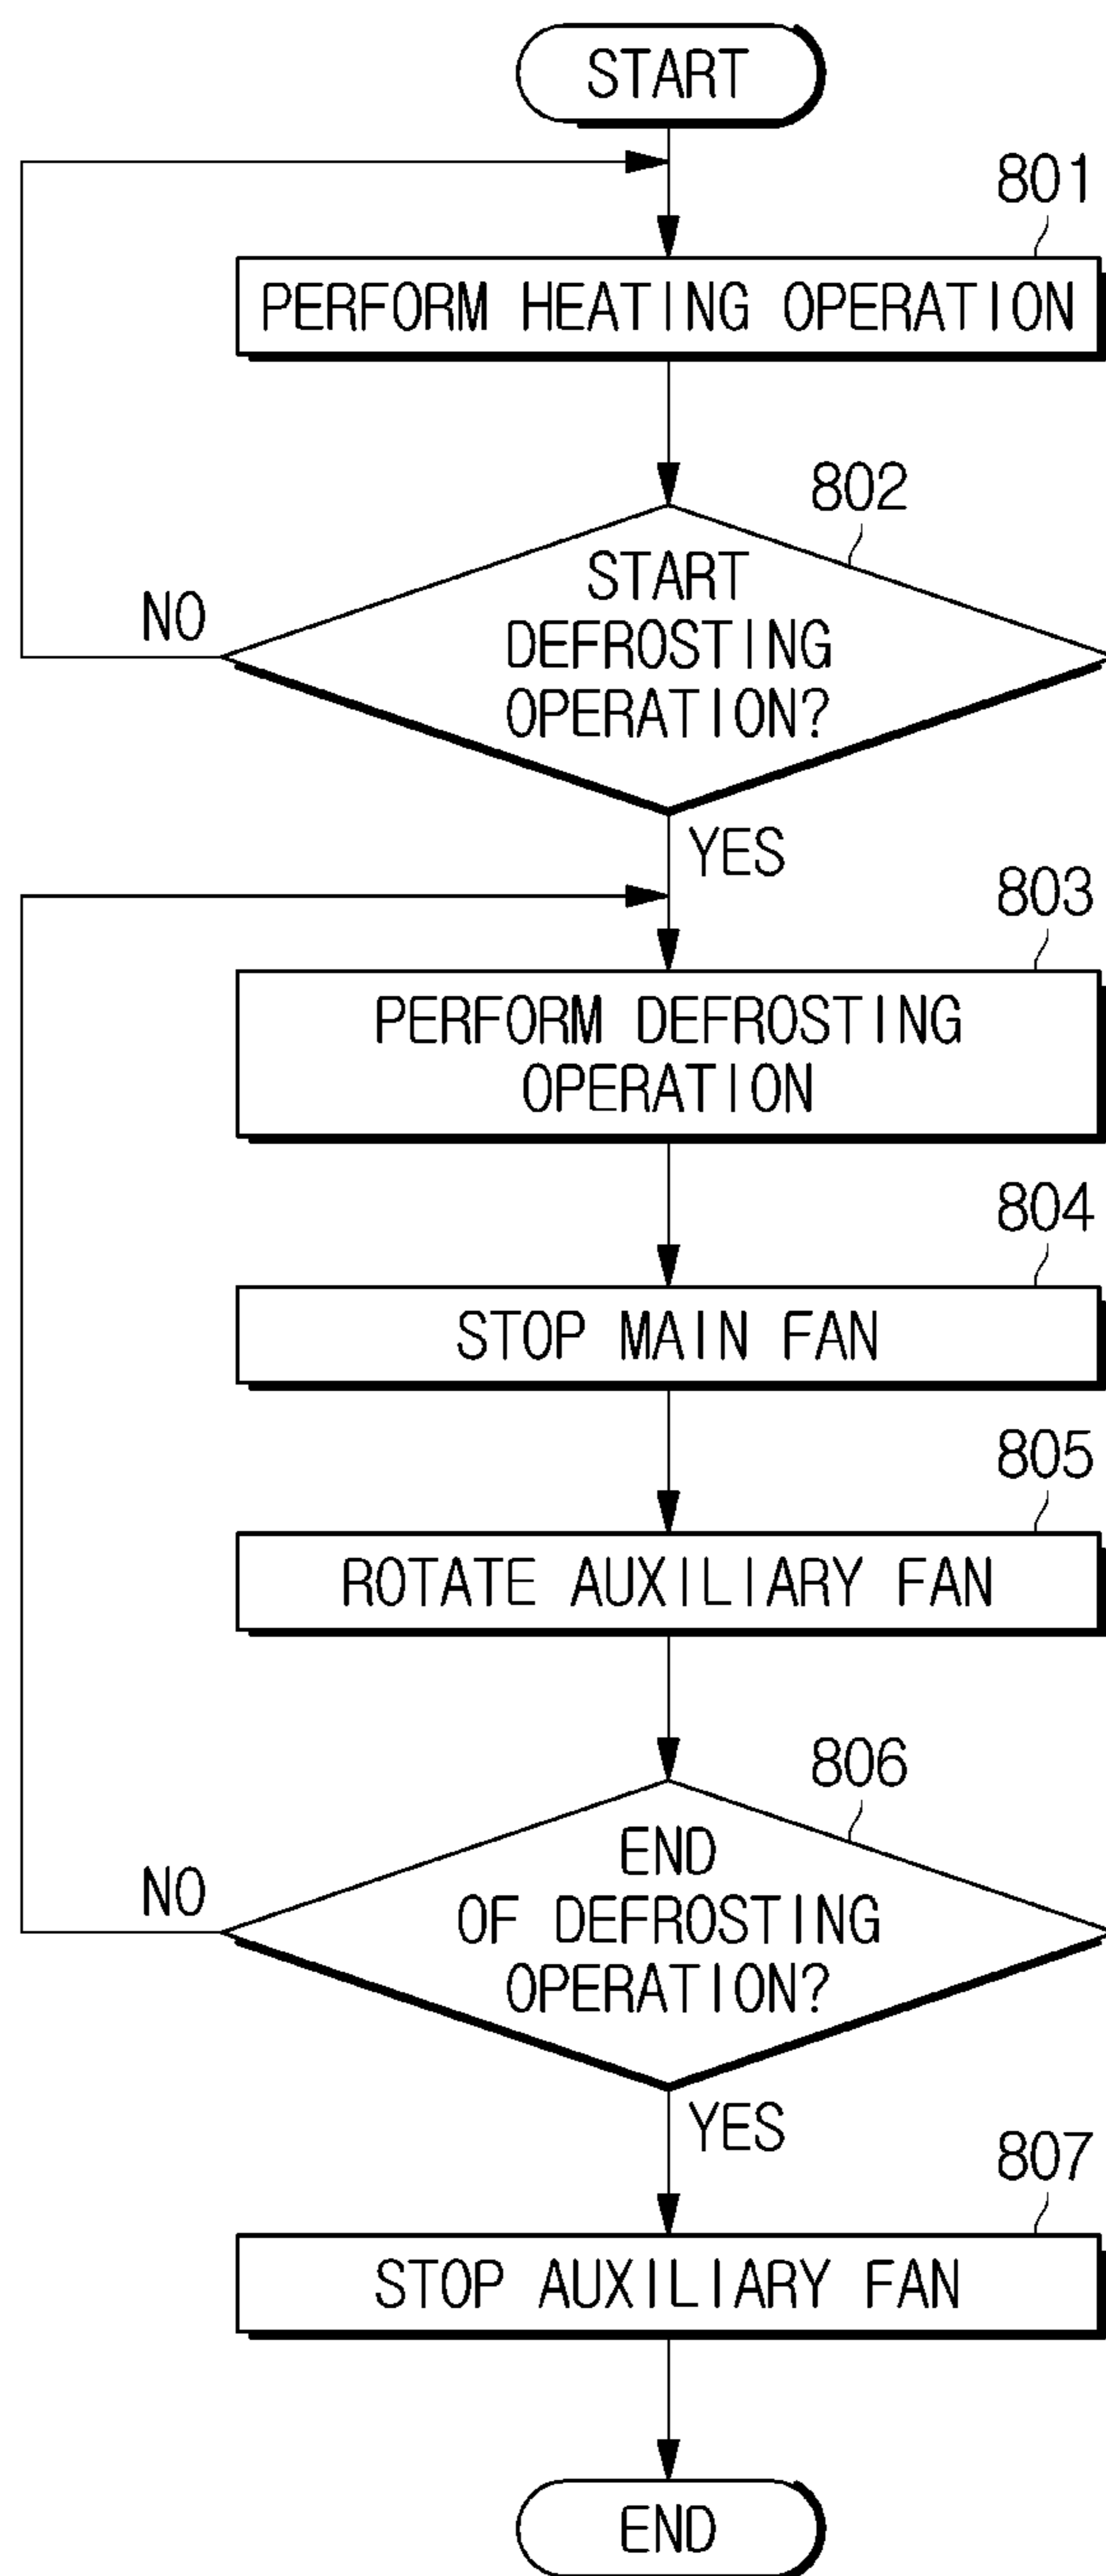 START
801
PERFORM HEATING OPERATION
802
START
DEFROSTING
OPERATION?
NO
YES
803
PERFORM DEFROSTING
OPERATION
804
STOP MAIN FAN
805
ROTATE AUXILIARY FAN
806
END
OF DEFROSTING
OPERATION?
NO
YES
807
STOP AUXILIARY FAN
END